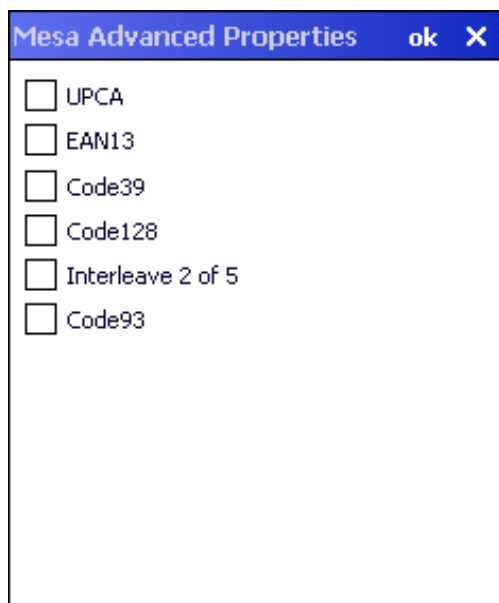 Mesa Advanced Properties ok X
UPCA
EAN13
Code39
Code128
Interleave 2 of 5
Code93